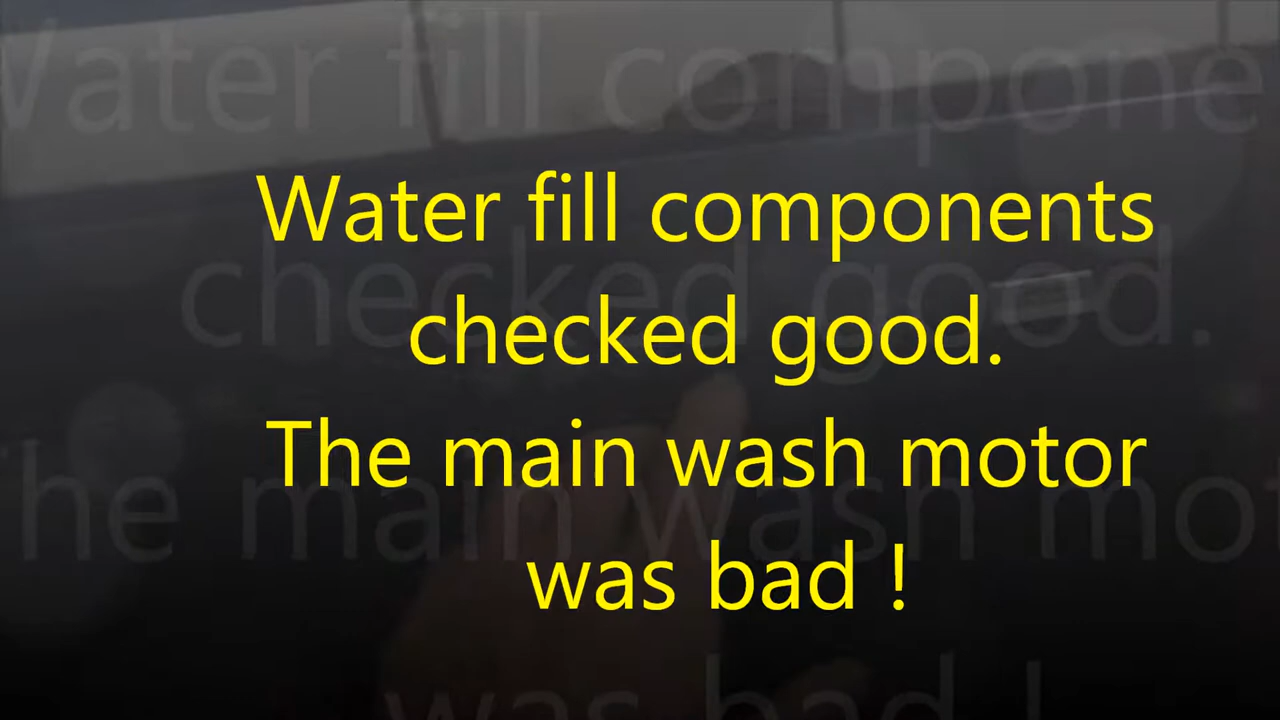 Water fill components
checked good.
The main wash motor
was bad !